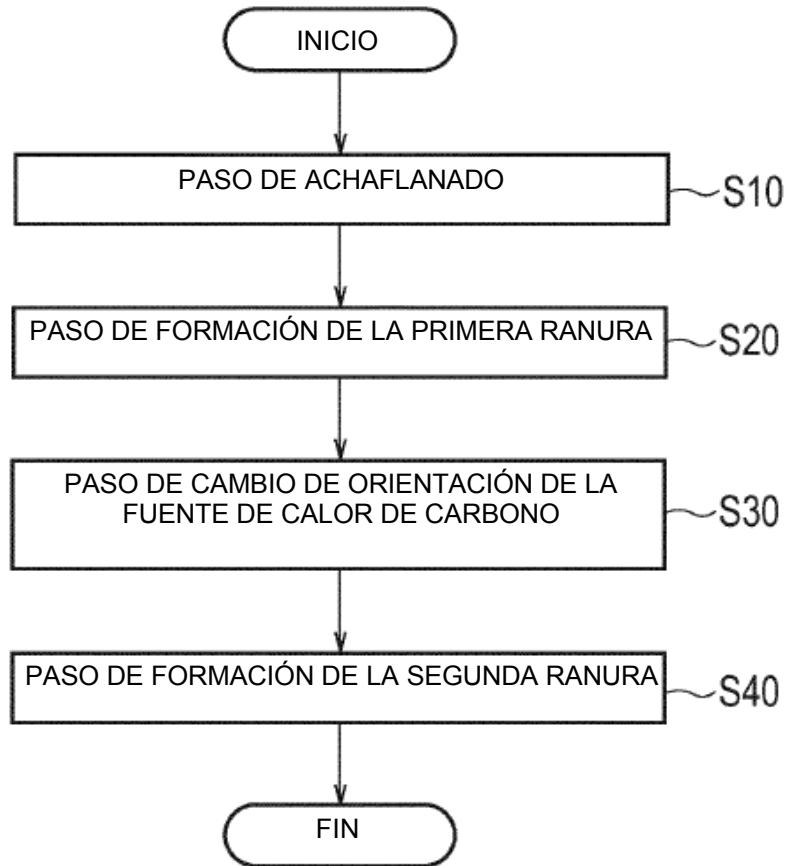 INICIO
PASO DE ACHAFLANADO
S10
PASO DE FORMACIÓN DE LA PRIMERA RANURA
S20
PASO DE CAMBIO DE ORIENTACIÓN DE LA
FUENTE DE CALOR DE CARBONO
S30
PASO DE FORMACIÓN DE LA SEGUNDA RANURA
S40
FIN